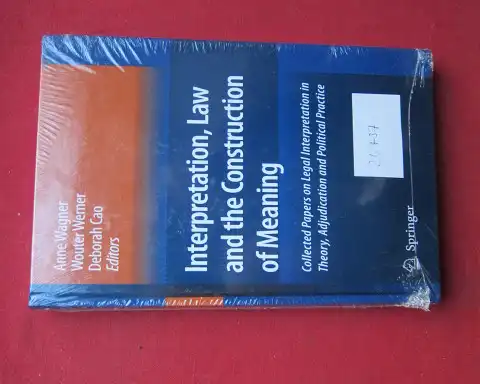 Anne Wagner
Wouter Werner
Deborah Cao
Editors
Interpretation, Law
and the Construction
of Meaning
Collected Papers on Legal Interpretation in
Theory, Adjudication and Political Practice
Springer